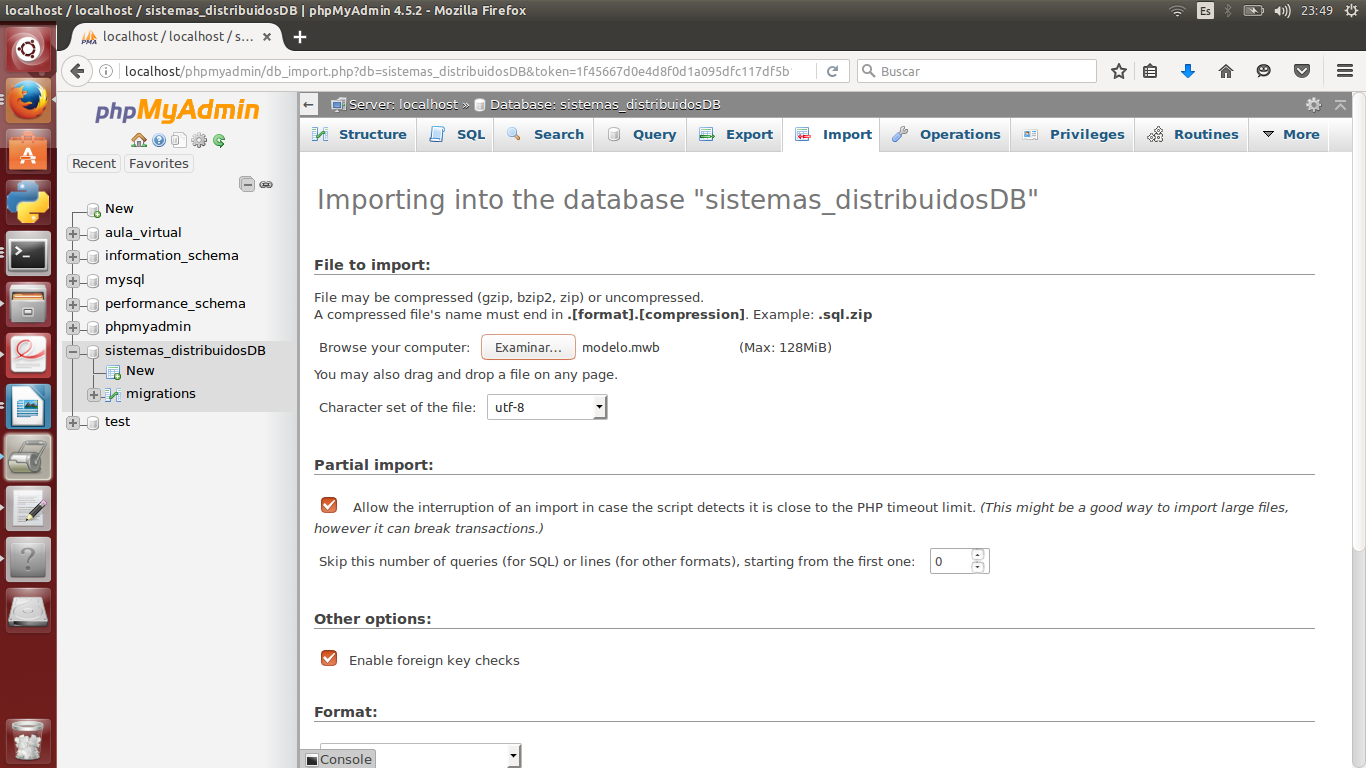 localhost / localhost / sistemas_distribuidosDB | phpMyAdmin 4.5.2 - Mozilla Firefox
Es
23:49
PMA
localhost / localhost / s...
localhost/phpmyadmin/db_import.php?db=sistemas_distribuidosDB&token=1f45667d0e4d8f0d1a095dfc117df5b
Buscar
phpMyAdmin
Recent
Favorites
New
aula_virtual
information_schema
mysql
performance_schema
phpmyadmin
sistemas_distribuidosDB
New
migrations
test
Server: localhost » Database: sistemas_distribuidosDB
Structure
SQL
Search
Query
Export
Import
Operations
Privileges
Routines
More
Importing into the database "sistemas_distribuidosDB"
File to import:
File may be compressed (gzip, bzip2, zip) or uncompressed.
A compressed file's name must end in .[format].[compression]. Example: .sql.zip
Browse your computer: Examinar... modelo.mwb (Max: 128MiB)
You may also drag and drop a file on any page.
Character set of the file: utf-8
Partial import:
Allow the interruption of an import in case the script detects it is close to the PHP timeout limit. (This might be a good way to import large files,
however it can break transactions.)
Skip this number of queries (for SQL) or lines (for other formats), starting from the first one: 0
Other options:
Enable foreign key checks
Format:
Console